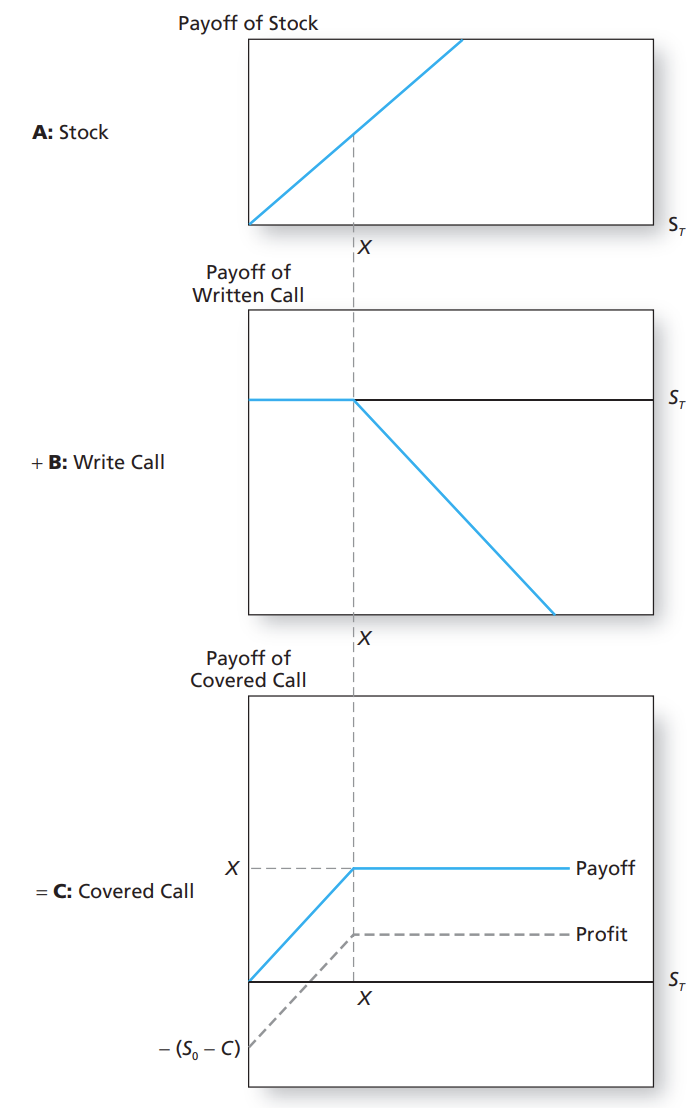 Payoff of Stock
A: Stock
S_T
X
Payoff of
Written Call
S_T
+ B: Write Call
X
Payoff of
Covered Call
X
Payoff
= C: Covered Call
Profit
S_T
X
– (S₀ – C)